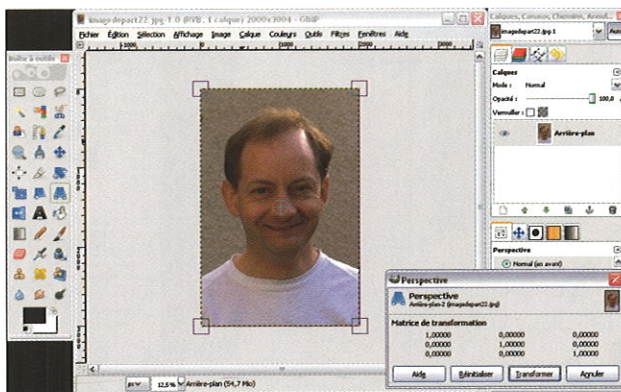 imagedepart22.jpg-1.0 (RVB, 1 calque) 2000x3004 – GIMP
Fichier Édition Sélection Affichage Image Calque Couleurs Outils Filtres Fenêtres Aide
Boîte à outils
px 12,5% Arrière-plan (54,7 Mio)
Calques, Canaux, Chemins, Annul...
imagedepart22.jpg-1
Auto
Calques
Mode : Normal
Opacité : 100,0
Verrouiller :
Arrière-plan
Perspective
Normal (en avant)
Perspective
Perspective
Arrière-plan-2 (imagedepart22.jpg)
Matrice de transformation
1,00000 0,00000 0,00000
0,00000 1,00000 0,00000
0,00000 0,00000 1,00000
Aide Réinitialiser Transformer Annuler